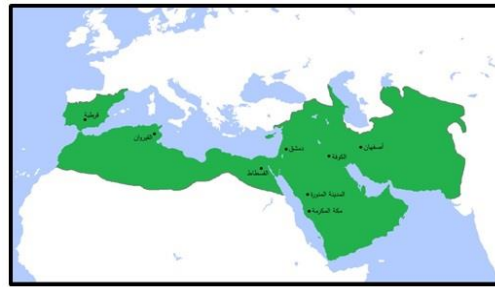 قرطبة
القيروان
الفسطاط
دمشق
الكوفة
أصفهان
المدينة المنورة
مكة المكرمة